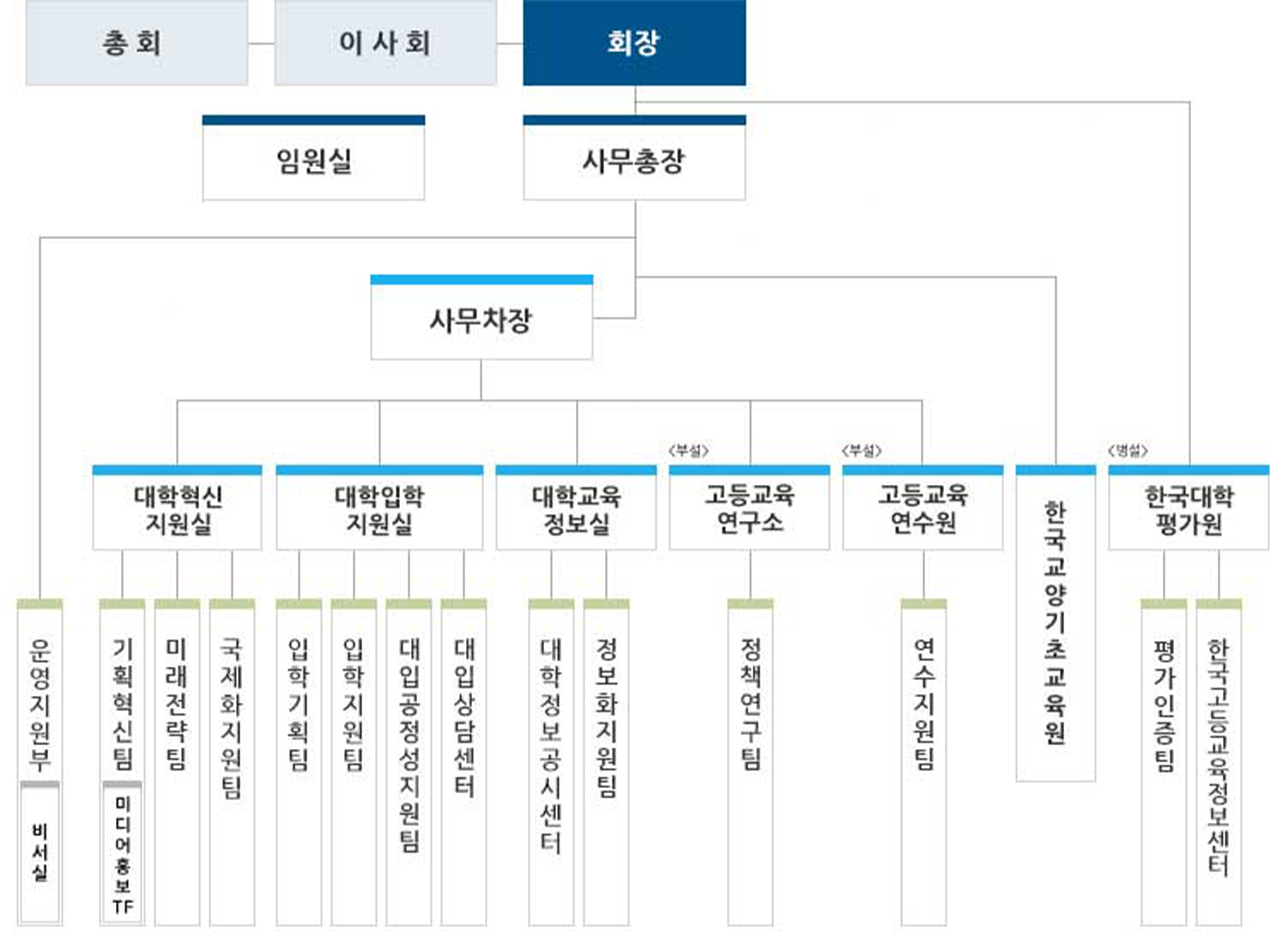 총 회
이 사 회
회장
임원실
사무총장
사무차장
대학혁신
지원실
대학입학
지원실
대학교육
정보실
<부설>
고등교육
연구소
<부설>
고등교육
연수원
한국교양기초교육원
<병설>
한국대학
평가원
운영지원부
비서실
기획혁신팀
미디어홍보TF
미래전략팀
국제화지원팀
입학기획팀
입학지원팀
대입공정성지원팀
대입상담센터
대학정보공시센터
정보화지원팀
정책연구팀
연수지원팀
평가인증팀
한국고등교육정보센터